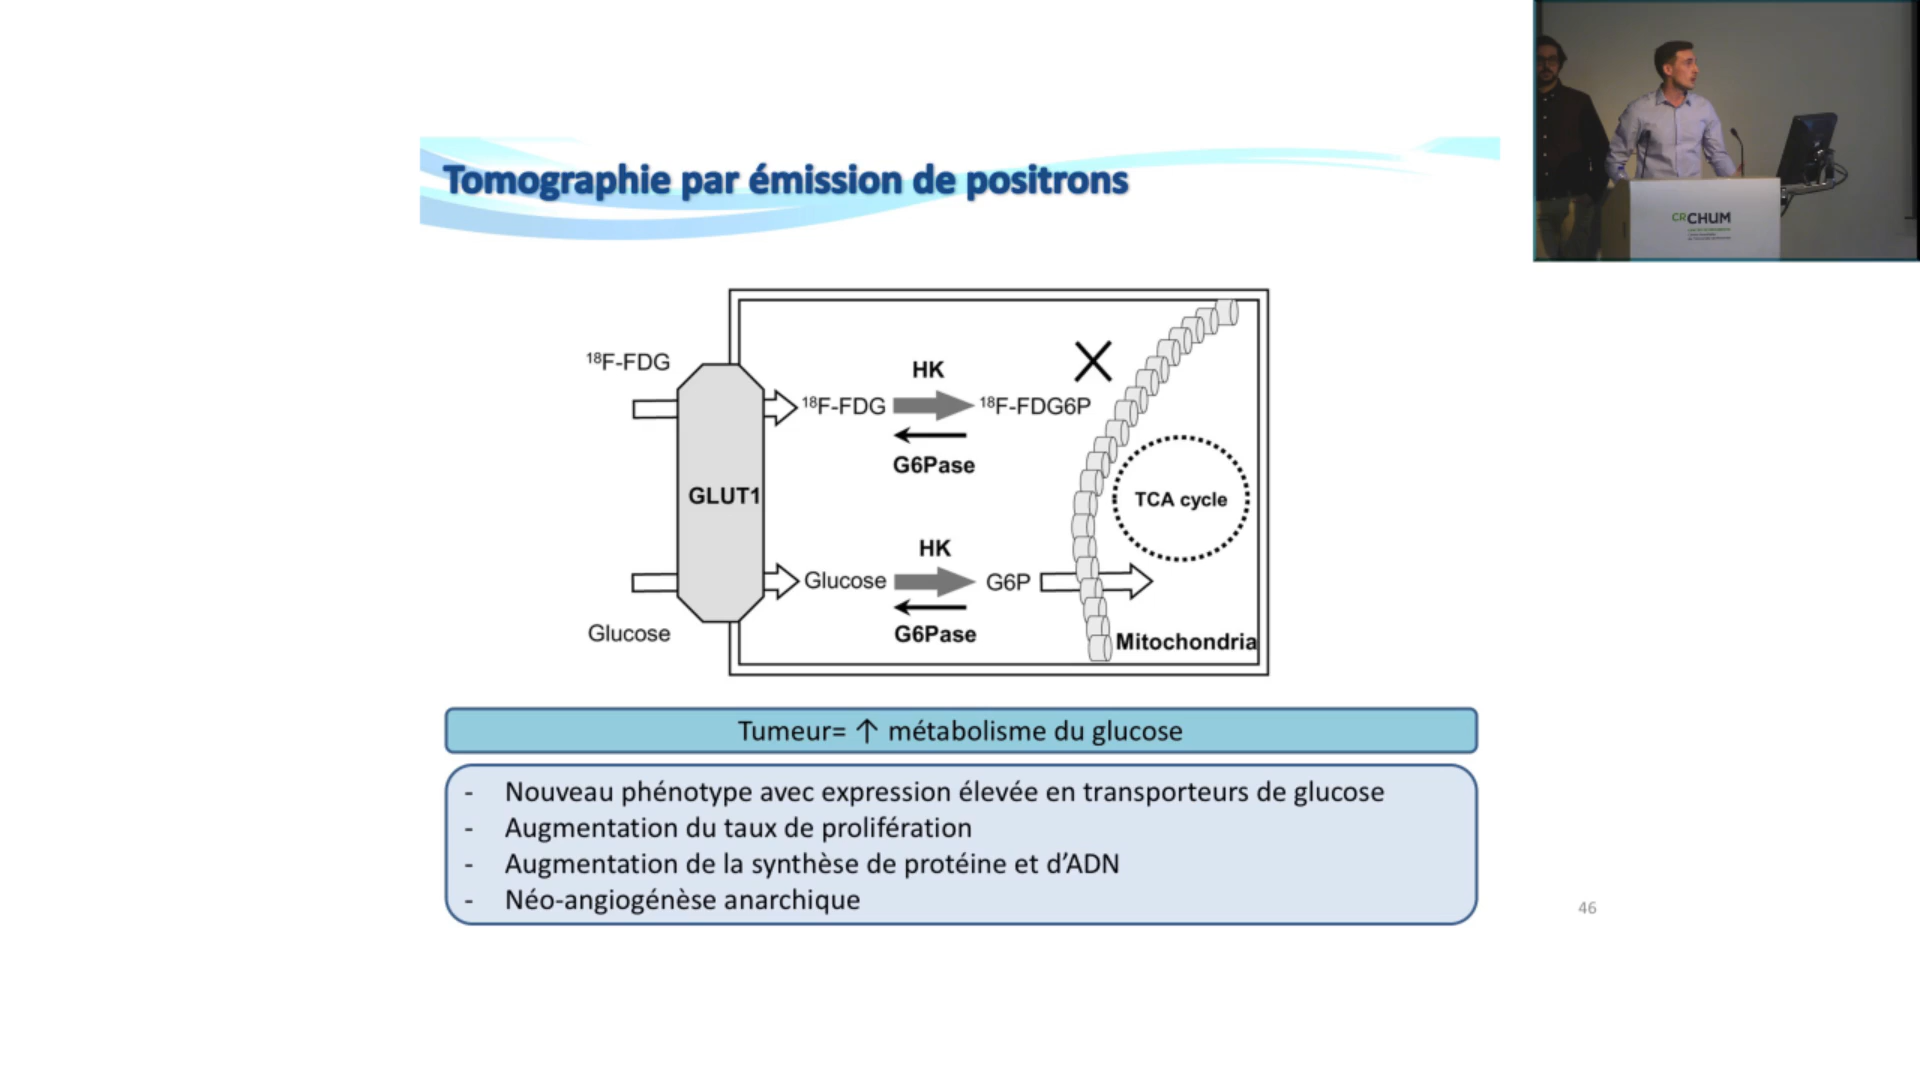 Tomographie par émission de positrons
CRCHUM
¹⁸F-FDG
HK
¹⁸F-FDG
¹⁸F-FDG6P
G6Pase
GLUT1
TCA cycle
HK
Glucose
G6P
Glucose
G6Pase
Mitochondria
Tumeur= ↑ métabolisme du glucose
- Nouveau phénotype avec expression élevée en transporteurs de glucose
- Augmentation du taux de prolifération
- Augmentation de la synthèse de protéine et d’ADN
- Néo-angiogénèse anarchique
46